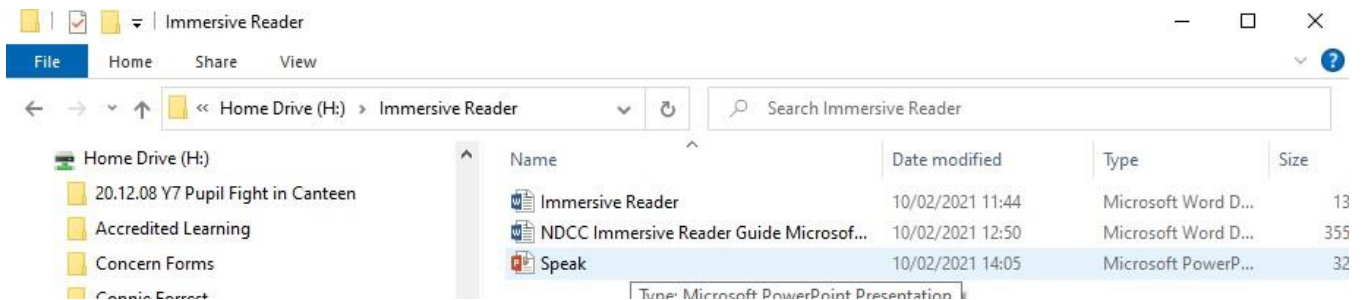 Immersive Reader
File Home Share View
« Home Drive (H:) › Immersive Reader
Search Immersive Reader
Home Drive (H:)
20.12.08 Y7 Pupil Fight in Canteen
Accredited Learning
Concern Forms
Connie Forrest
Name Date modified Type Size
Immersive Reader 10/02/2021 11:44 Microsoft Word D... 13
NDCC Immersive Reader Guide Microsof... 10/02/2021 12:50 Microsoft Word D... 355
Speak 10/02/2021 14:05 Microsoft PowerP... 32
Type: Microsoft PowerPoint Presentation